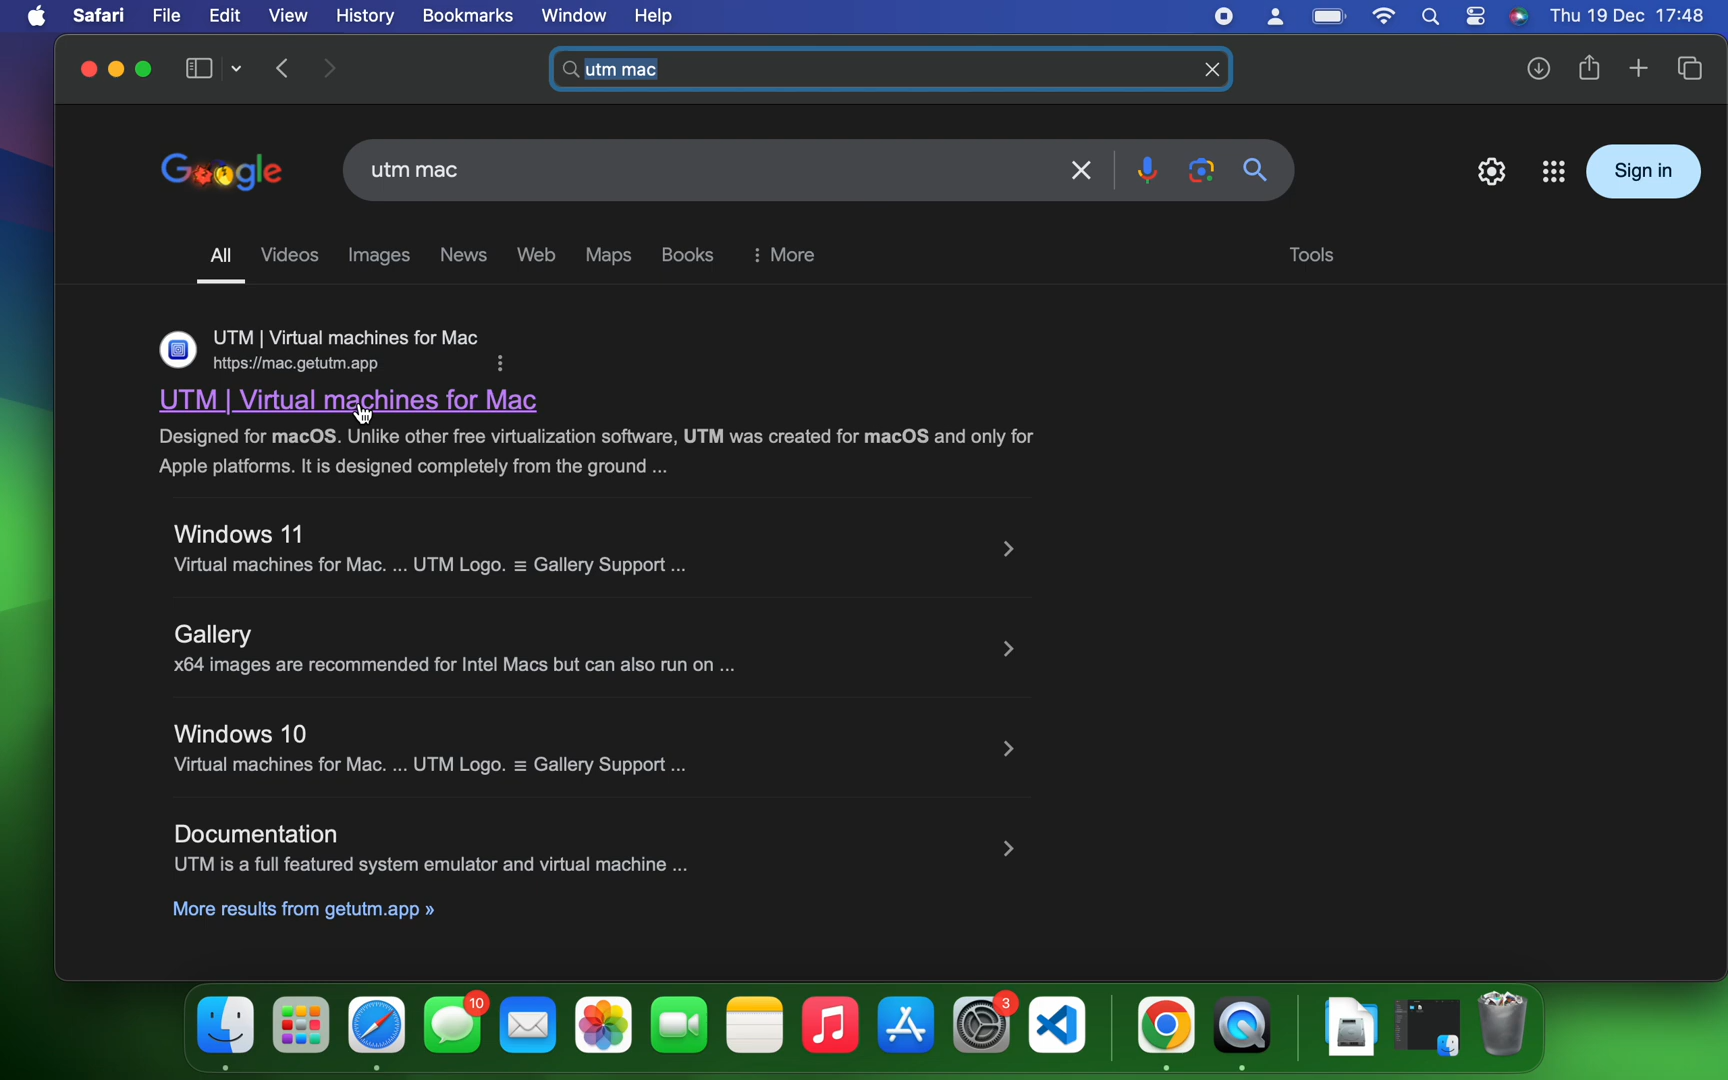 Safari File Edit View History Bookmarks Window Help Thu 19 Dec 17:48
utm mac
Google utm mac Sign in
All Videos Images News Web Maps Books More Tools
UTM | Virtual machines for Mac
https://mac.getutm.app
UTM | Virtual machines for Mac
Designed for macOS. Unlike other free virtualization software, UTM was created for macOS and only for
Apple platforms. It is designed completely from the ground ...
Windows 11
Virtual machines for Mac. ... UTM Logo. ≡ Gallery Support ...
Gallery
x64 images are recommended for Intel Macs but can also run on ...
Windows 10
Virtual machines for Mac. ... UTM Logo. ≡ Gallery Support ...
Documentation
UTM is a full featured system emulator and virtual machine ...
More results from getutm.app »
10 3